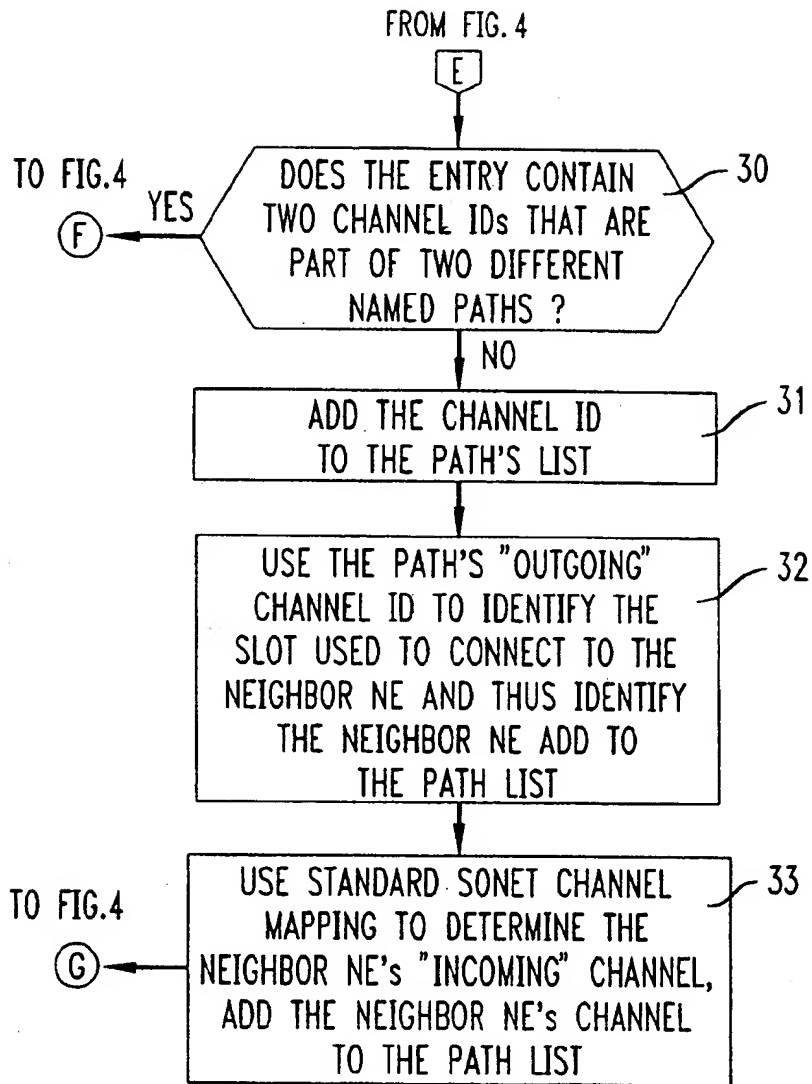 FROM FIG. 4
E
TO FIG.4
YES
F
DOES THE ENTRY CONTAIN
TWO CHANNEL IDs THAT ARE
PART OF TWO DIFFERENT
NAMED PATHS ?
30
NO
ADD THE CHANNEL ID
TO THE PATH'S LIST
31
USE THE PATH'S "OUTGOING"
CHANNEL ID TO IDENTIFY THE
SLOT USED TO CONNECT TO THE
NEIGHBOR NE AND THUS IDENTIFY
THE NEIGHBOR NE ADD TO
THE PATH LIST
32
TO FIG.4
G
USE STANDARD SONET CHANNEL
MAPPING TO DETERMINE THE
NEIGHBOR NE's "INCOMING" CHANNEL,
ADD THE NEIGHBOR NE's CHANNEL
TO THE PATH LIST
33